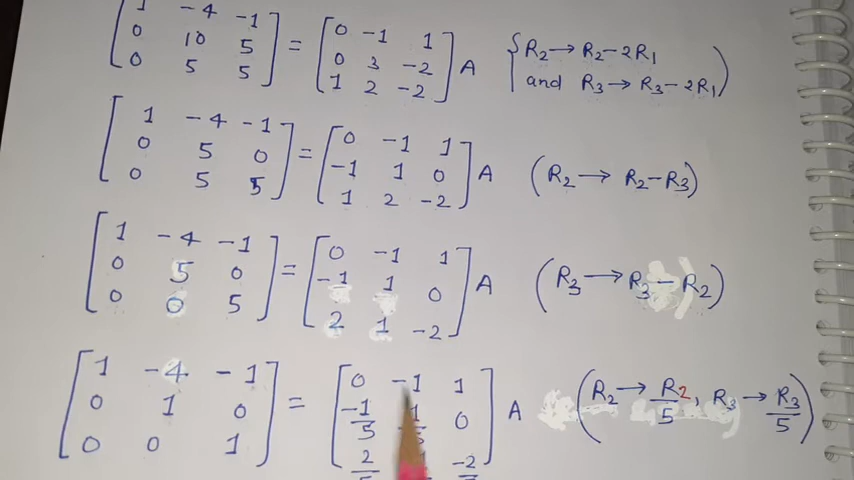 1 -4 -1 0 -1 1 R2 → R2 - 2R1
0 10 5 = 0 3 -2 A and R3 → R3 - 2R1
0 5 5 1 2 -2
1 -4 -1 0 -1 1
0 5 0 = -1 1 0 A (R2 → R2 - R3)
0 5 5 1 2 -2
1 -4 -1 0 -1 1
0 5 0 = -1 1 0 A (R3 → R3 - R2)
0 0 5 2 1 -2
1 -4 -1 0 -1 1
0 1 0 = -1/5 0 A (R2 → R2/5, R3 → R3/5)
0 0 1 2 -2